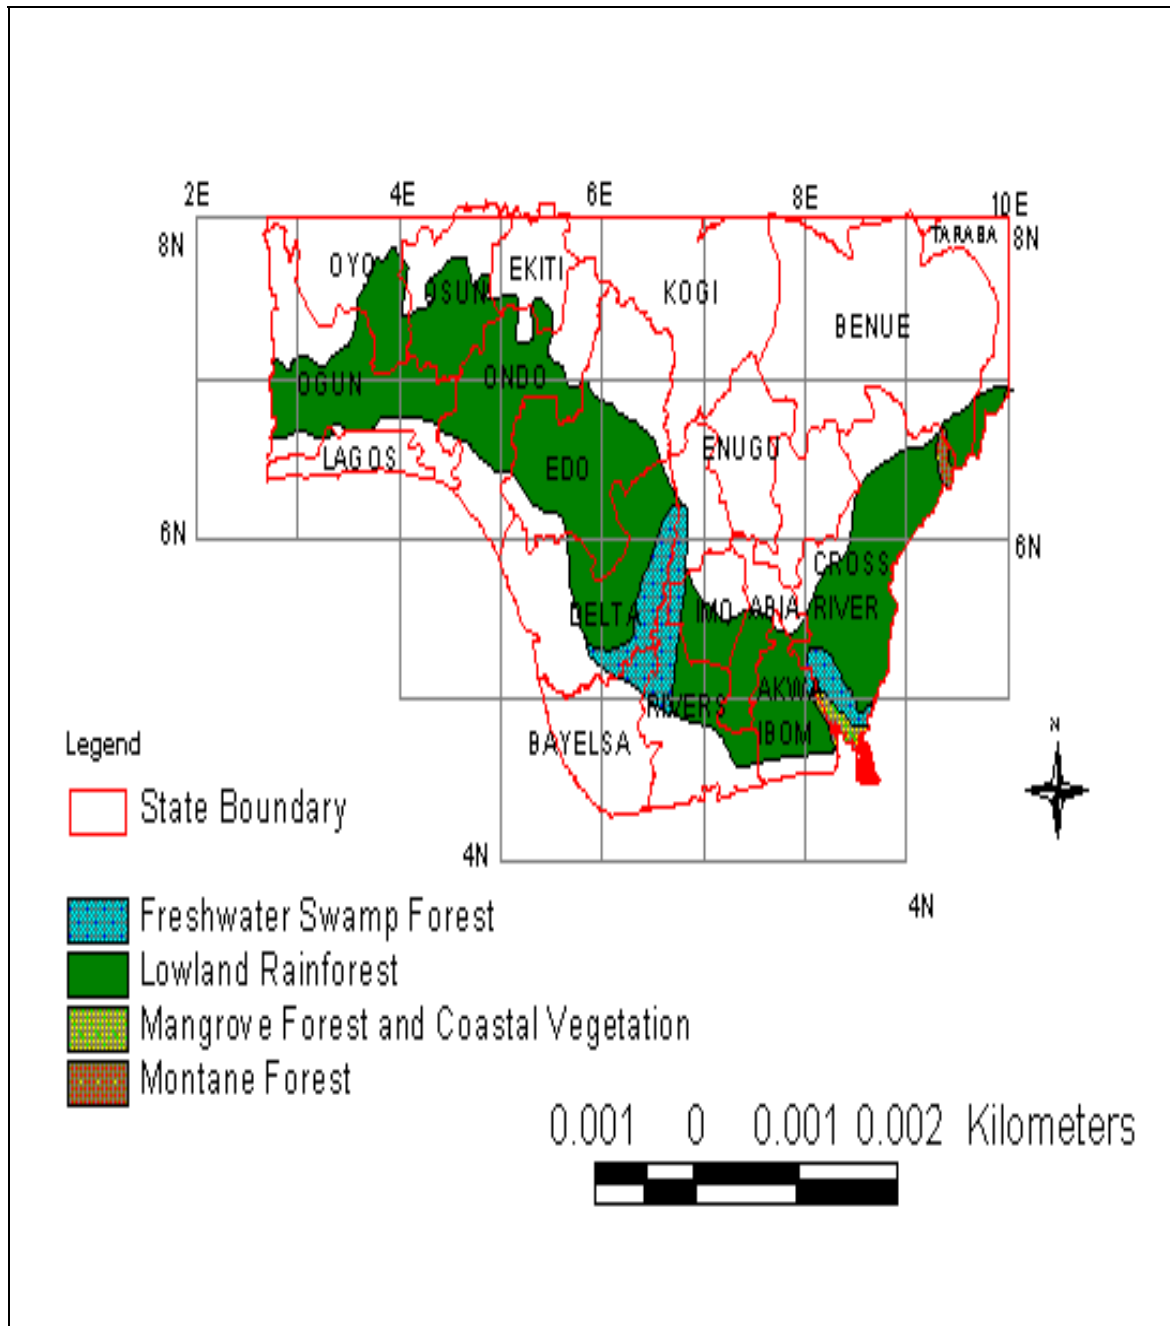 2E 4E 6E 8E 10E
8N TARABA 8N
OYO EKITI KOGI
OSUN BENUE
OGUN ONDO
LAGOS EDO ENUGU
6N 6N
CROSS
DELTA IMO ABIA RIVER
AKWA
RIVERS
BAYELSA IBOM
N
Legend
State Boundary
4N
4N
Freshwater Swamp Forest
Lowland Rainforest
Mangrove Forest and Coastal Vegetation
Montane Forest
0.001 0 0.001 0.002 Kilometers